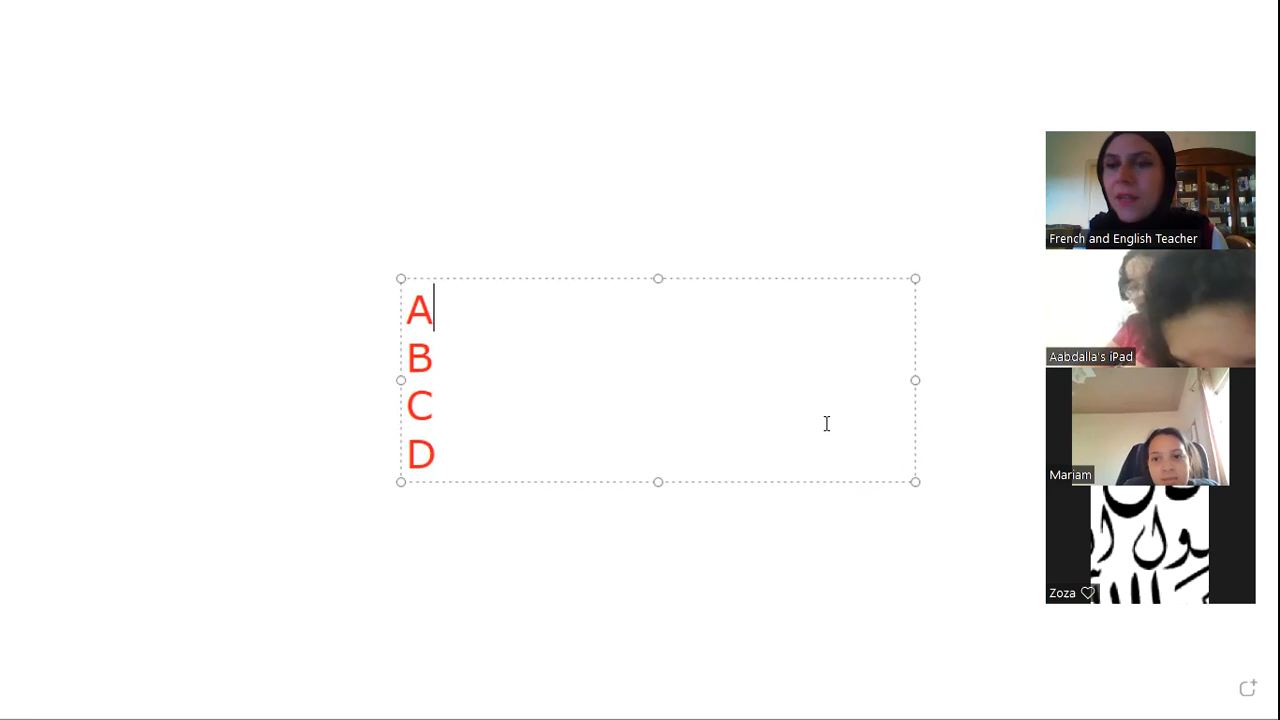 A
B
C
D
French and English Teacher
Aabdalla's iPad
Mariam
Zoza ♡